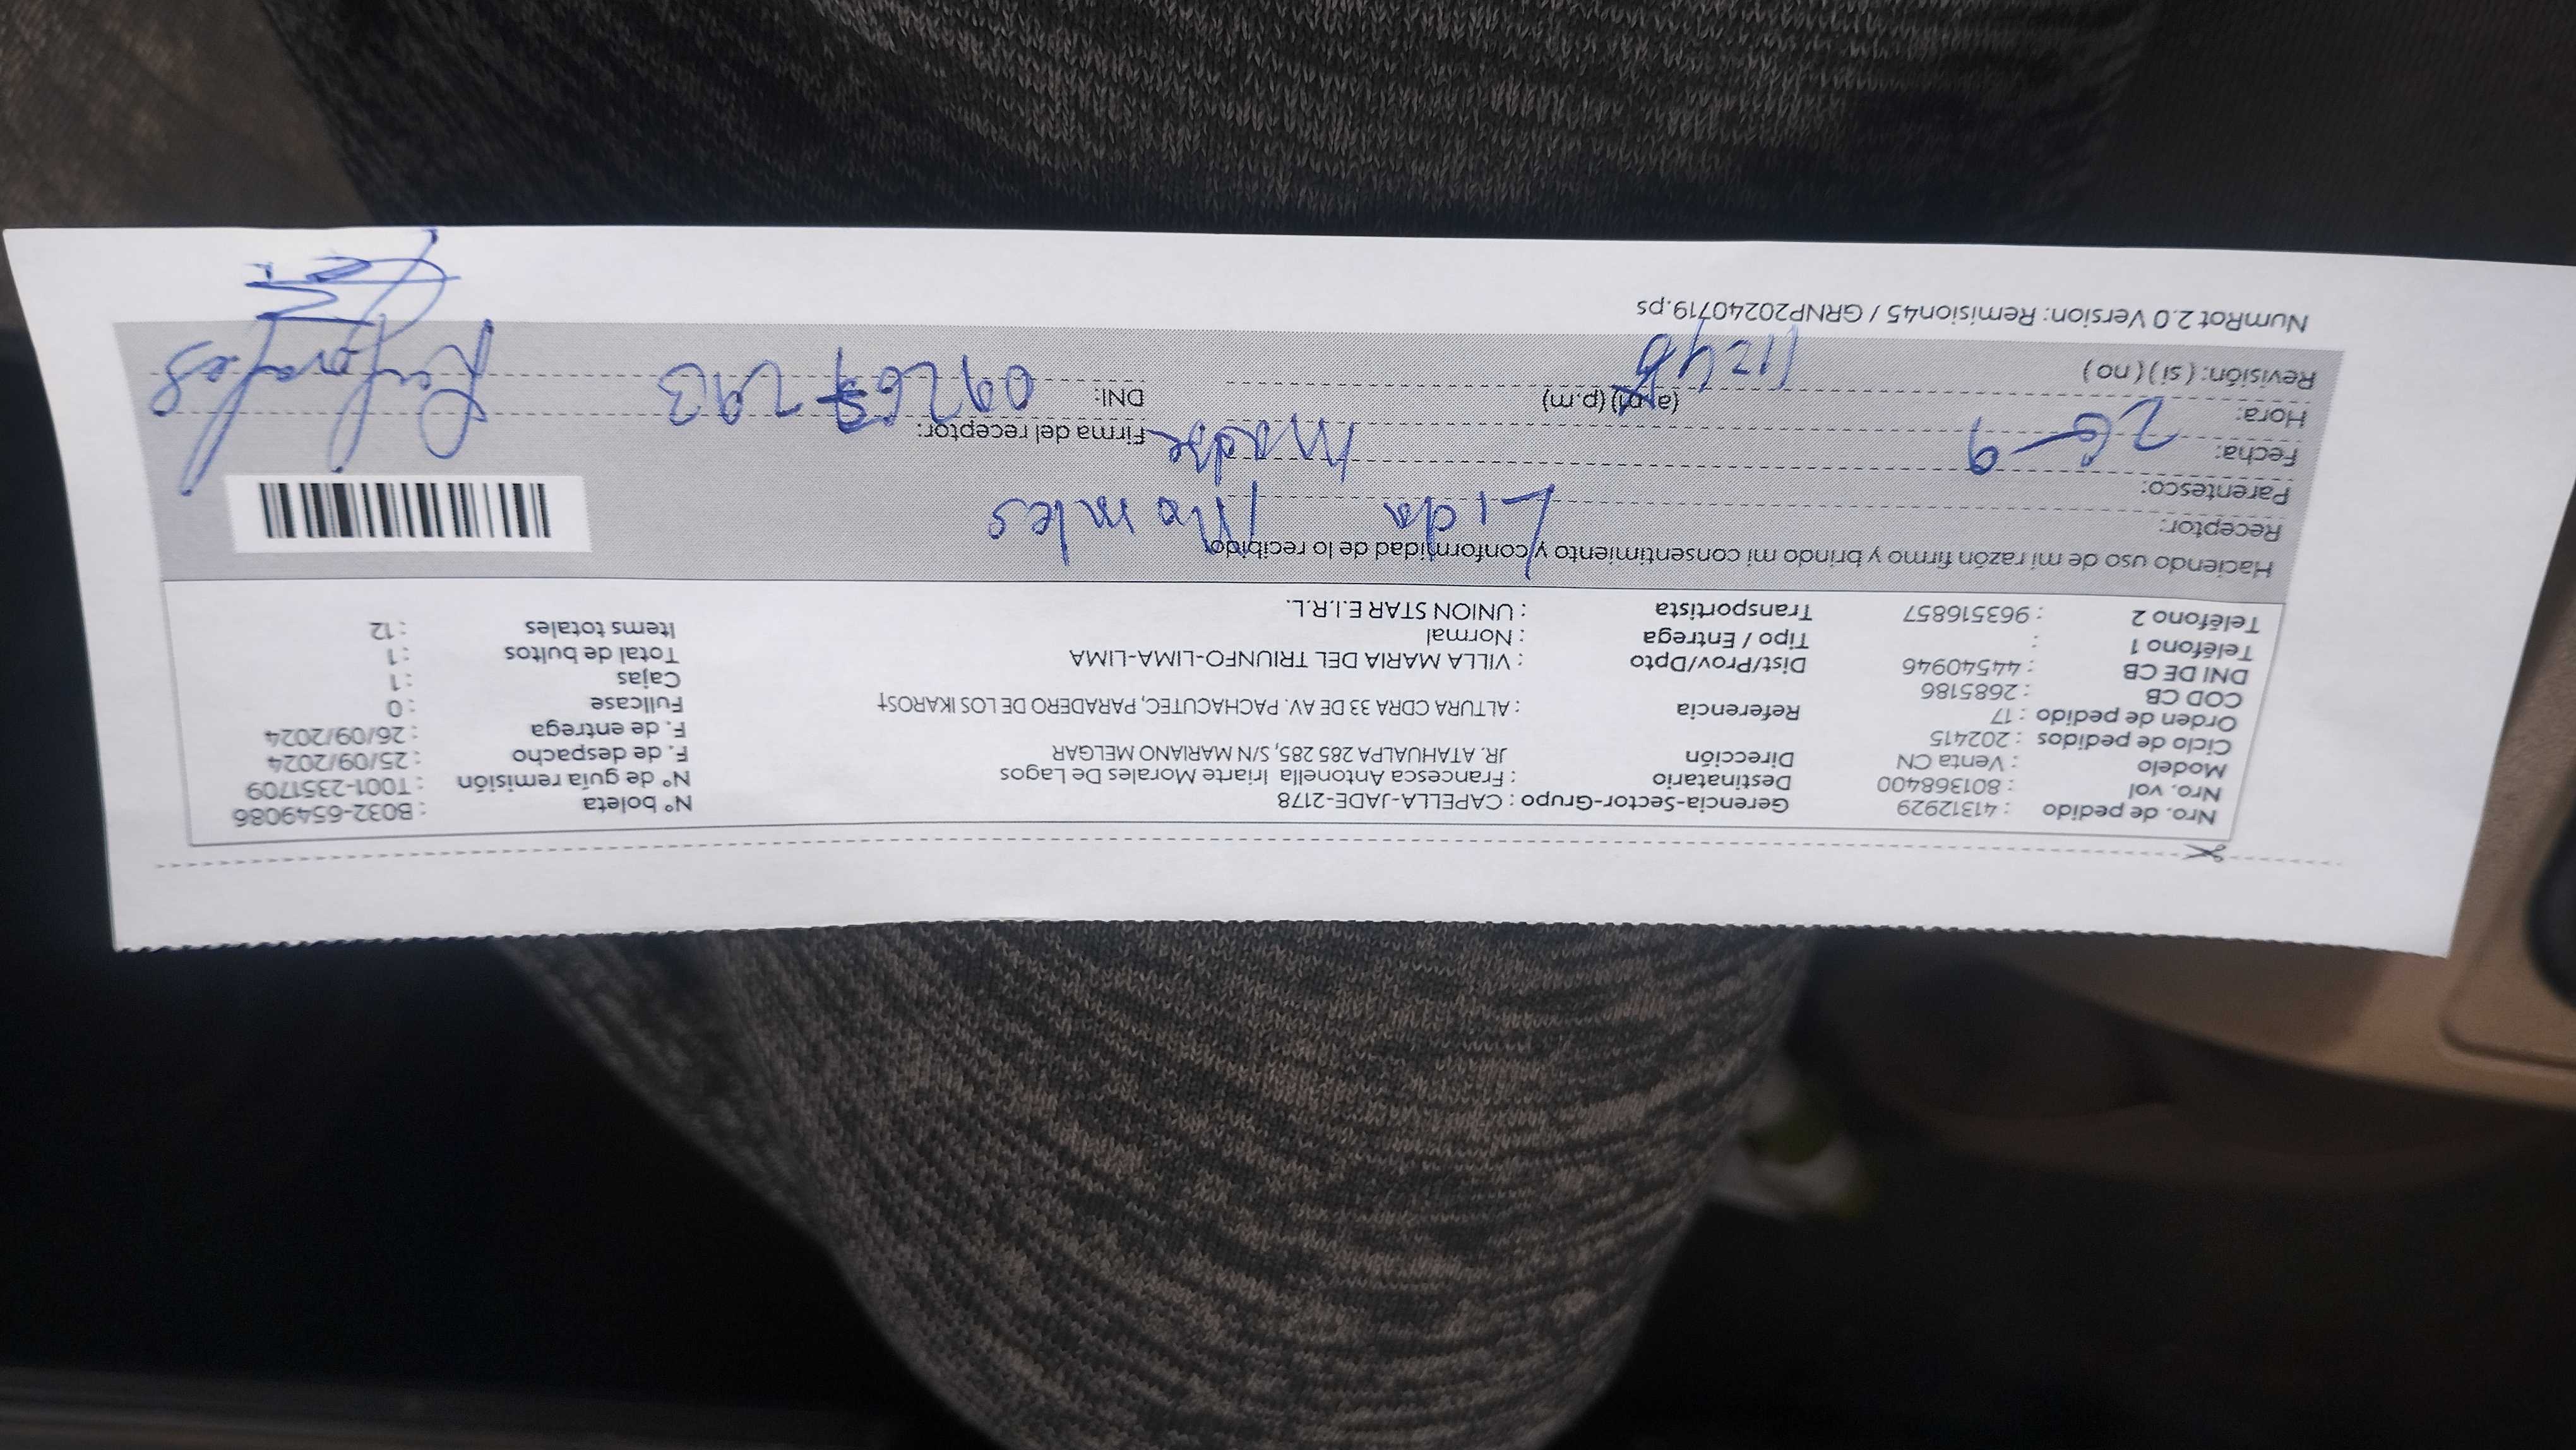 Nro. de pedido : 41312929 Gerencia-Sector-Grupo : CAPELLA-JADE-2178 N° boleta : B032-6549086
Nro. vol : 801368400 Destinatario : Francesca Antonella Iriarte Morales De Lagos N° de guía remisión : T001-2351709
Modelo : Venta CN Dirección JR. ATAHUALPA 285 285, S/N MARIANO MELGAR F. de despacho : 25/09/2024
Ciclo de pedidos : 202415 F. de entrega : 26/09/2024
Orden de pedido : 17 Referencia : ALTURA CDRA 33 DE AV. PACHACUTEC, PARADERO DE LOS IKAROS† Fullcase : 0
COD CB : 2685186 Cajas : 1
DNI DE CB : 44540946 Dist/Prov/Dpto : VILLA MARIA DEL TRIUNFO-LIMA-LIMA Total de bultos : 1
Teléfono 1 : Tipo / Entrega : Normal Items totales : 12
Teléfono 2 : 963516857 Transportista : UNION STAR E.I.R.L.
Haciendo uso de mi razón firmo y brindo mi consentimiento y conformidad de lo recibido
Receptor: Lida Morales
Parentesco: Madre
Fecha: 26-9 Firma del receptor:
Hora: 11:48 (a.m) (p.m) DNI: 09267293
Revisión: ( si ) ( no )
NumRot 2.0 Version: Remision45 / GRNP20240719.ps